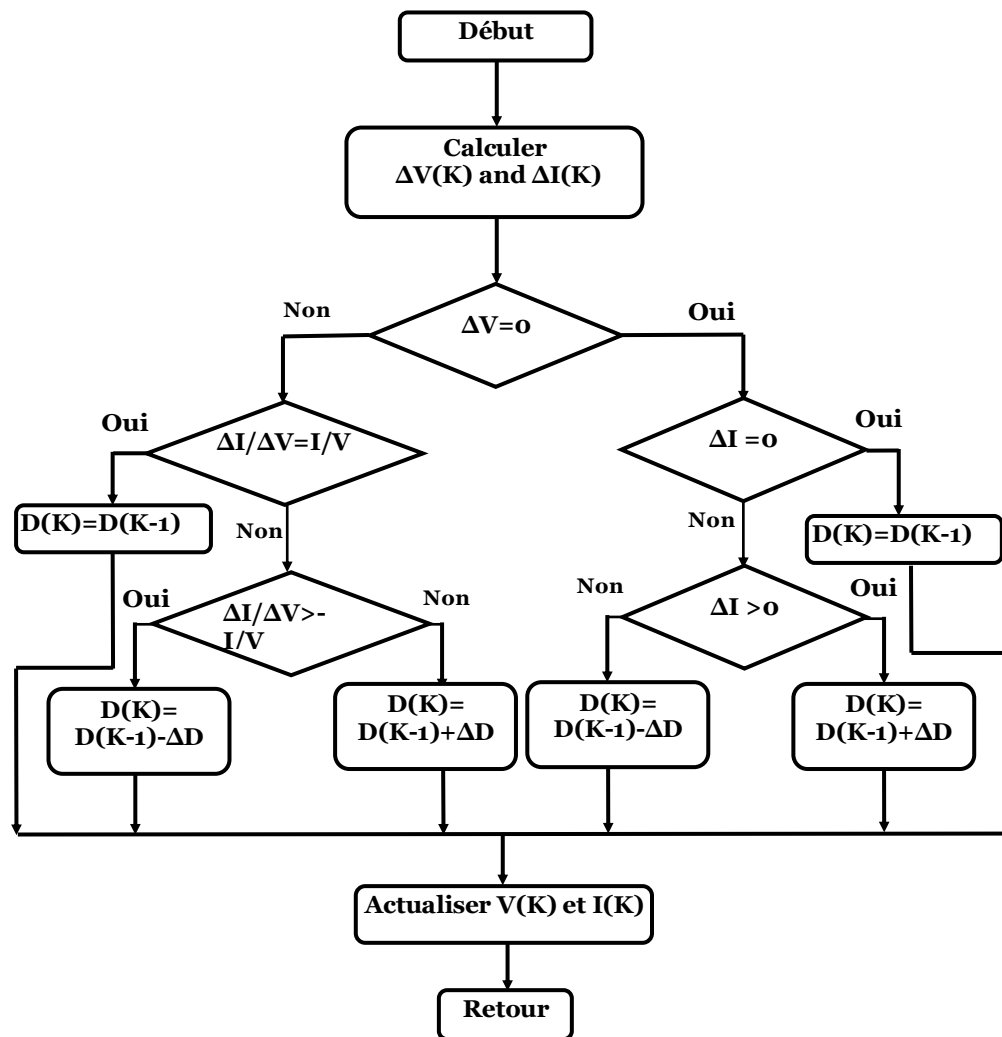 Début
Calculer
ΔV(K) and ΔI(K)
Non
ΔV=0
Oui
Oui
ΔI/ΔV=I/V
ΔI =0
Oui
D(K)=D(K-1)
Non
Non
D(K)=D(K-1)
Oui
ΔI/ΔV>-
I/V
Non
Non
ΔI >0
Oui
D(K)=
D(K-1)-ΔD
D(K)=
D(K-1)+ΔD
D(K)=
D(K-1)-ΔD
D(K)=
D(K-1)+ΔD
Actualiser V(K) et I(K)
Retour